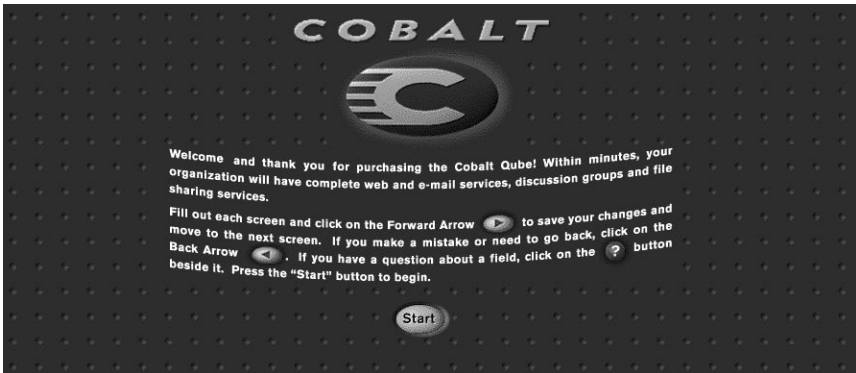 COBALT
C
Welcome and thank you for purchasing the Cobalt Qube! Within minutes, your
organization will have complete web and e-mail services, discussion groups and file
sharing services.
Fill out each screen and click on the Forward Arrow to save your changes and
move to the next screen. If you make a mistake or need to go back, click on the
Back Arrow . If you have a question about a field, click on the ? button
beside it. Press the “Start” button to begin.
Start